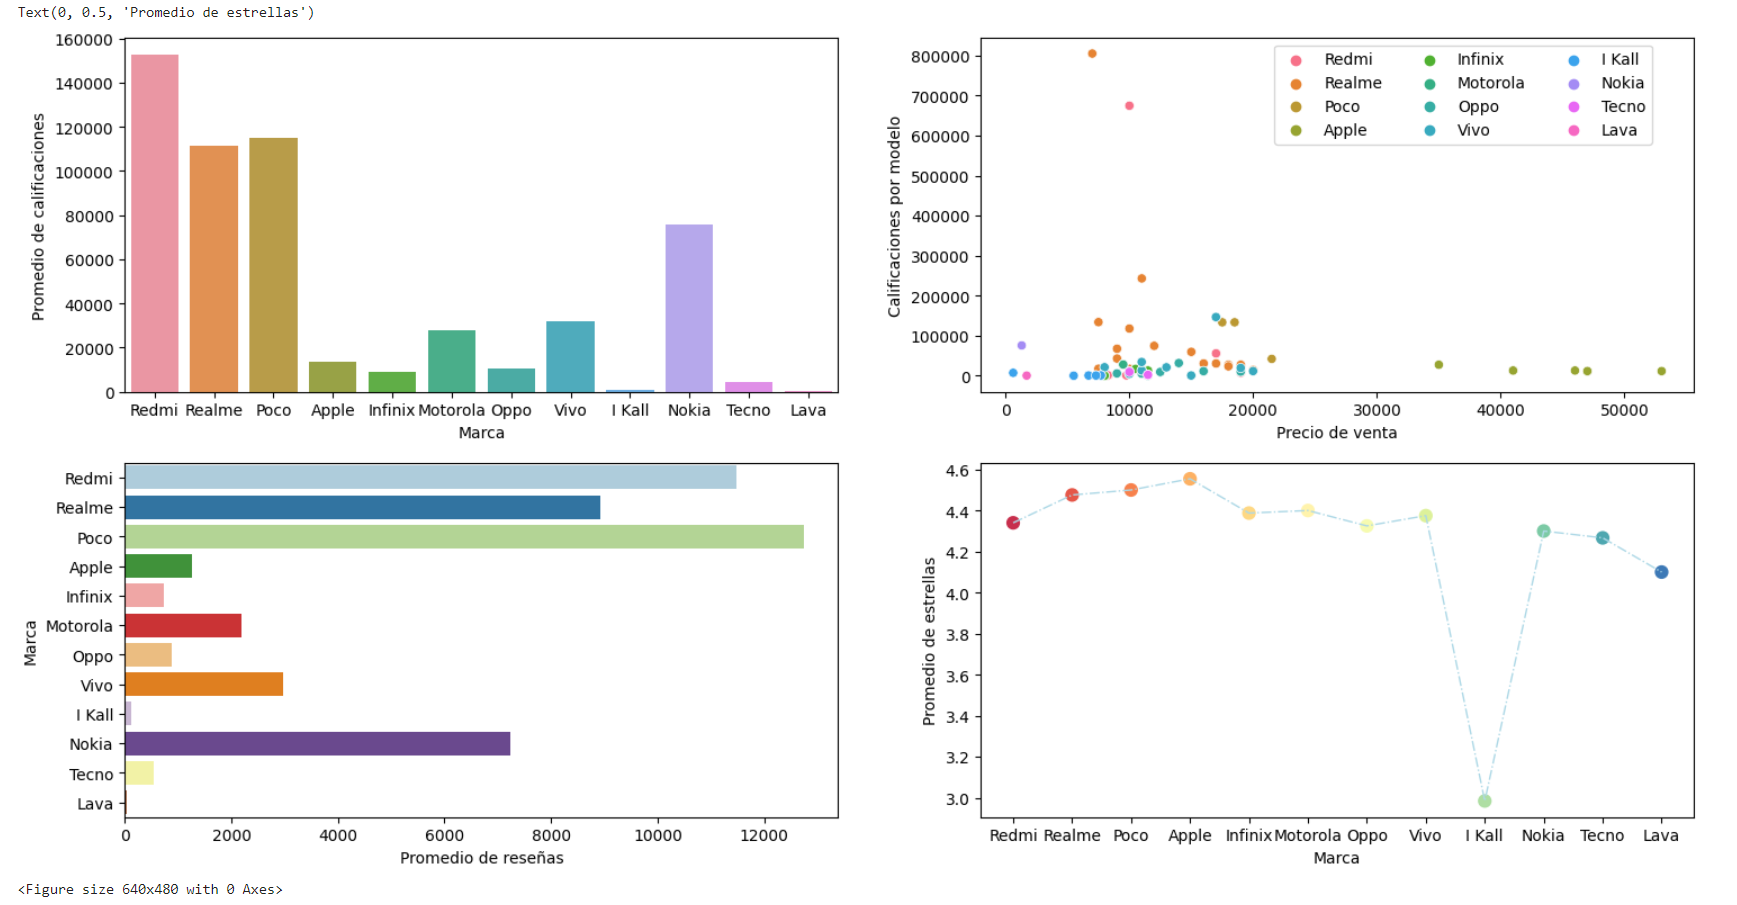 Text(0, 0.5, 'Promedio de estrellas')
160000
140000
120000
100000
80000
60000
40000
20000
0
Promedio de calificaciones
Redmi Realme Poco Apple Infinix Motorola Oppo Vivo I Kall Nokia Tecno Lava
Marca
800000
700000
600000
500000
400000
300000
200000
100000
0
Calificaciones por modelo
Redmi Infinix I Kall
Realme Motorola Nokia
Poco Oppo Tecno
Apple Vivo Lava
0 10000 20000 30000 40000 50000
Precio de venta
Redmi
Realme
Poco
Apple
Infinix
Motorola
Oppo
Vivo
I Kall
Nokia
Tecno
Lava
Marca
0 2000 4000 6000 8000 10000 12000
Promedio de reseñas
4.6
4.4
4.2
4.0
3.8
3.6
3.4
3.2
3.0
Promedio de estrellas
Redmi Realme Poco Apple Infinix Motorola Oppo Vivo I Kall Nokia Tecno Lava
Marca
<Figure size 640x480 with 0 Axes>